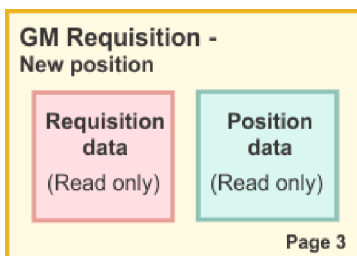 GM Requisition -
New position
Requisition
data
(Read only)
Position
data
(Read only)
Page 3